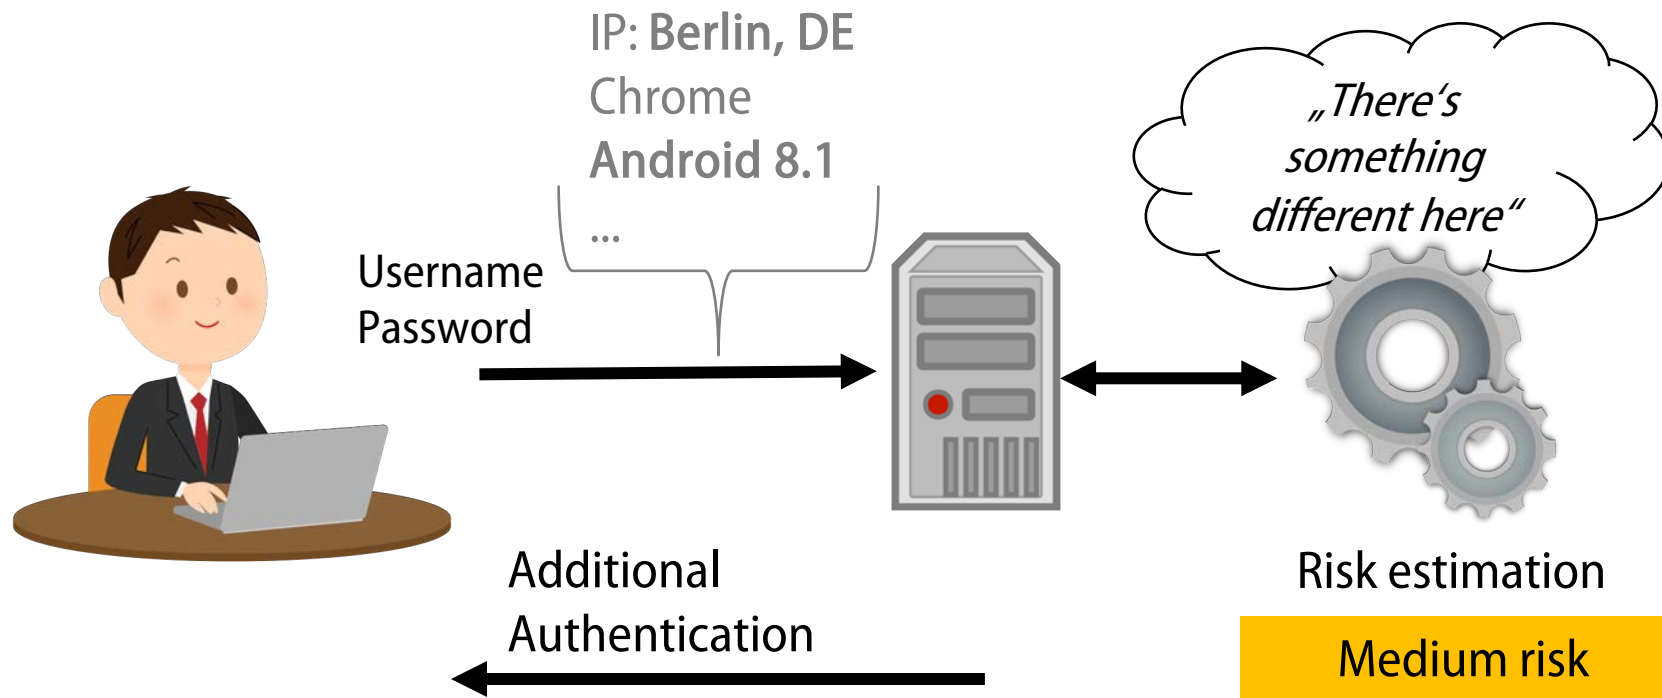 IP: Berlin, DE
Chrome
Android 8.1
...
Username
Password
„There‘s
something
different here“
Additional
Authentication
Risk estimation
Medium risk